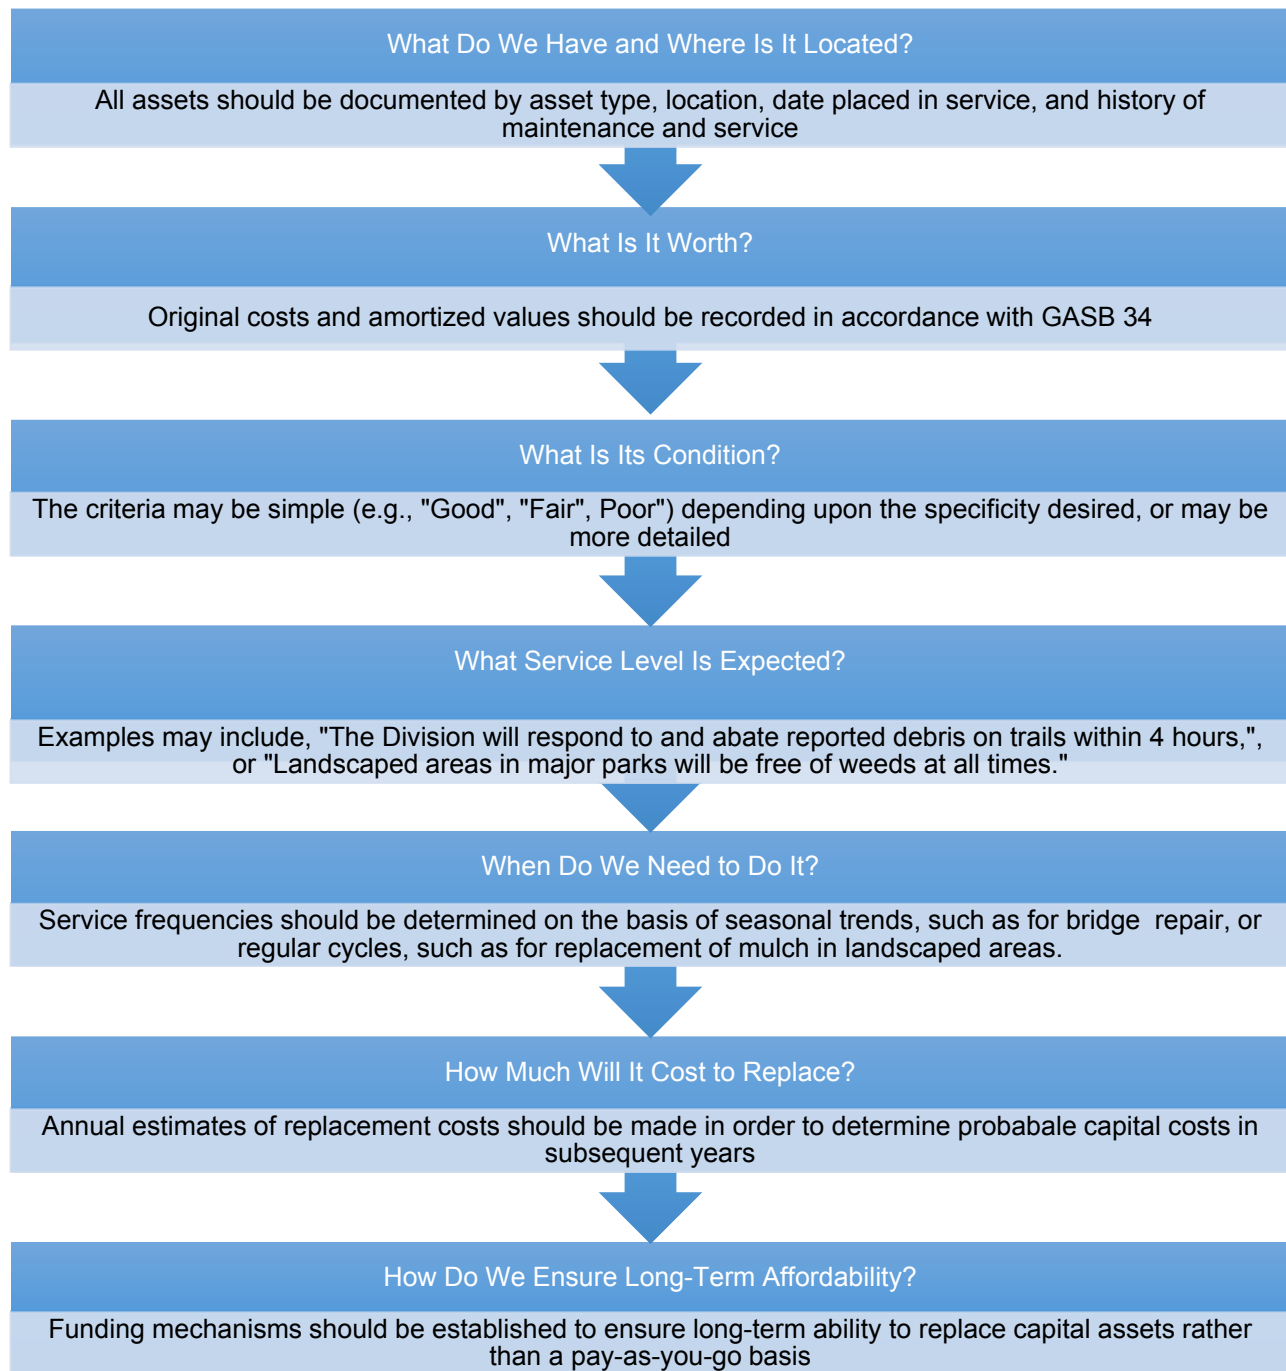 What Do We Have and Where Is It Located?
All assets should be documented by asset type, location, date placed in service, and history of
maintenance and service
What Is It Worth?
Original costs and amortized values should be recorded in accordance with GASB 34
What Is Its Condition?
The criteria may be simple (e.g., "Good", "Fair", Poor") depending upon the specificity desired, or may be
more detailed
What Service Level Is Expected?
Examples may include, "The Division will respond to and abate reported debris on trails within 4 hours,",
or "Landscaped areas in major parks will be free of weeds at all times."
When Do We Need to Do It?
Service frequencies should be determined on the basis of seasonal trends, such as for bridge  repair, or
regular cycles, such as for replacement of mulch in landscaped areas.
How Much Will It Cost to Replace?
Annual estimates of replacement costs should be made in order to determine probabale capital costs in
subsequent years
How Do We Ensure Long-Term Affordability?
Funding mechanisms should be established to ensure long-term ability to replace capital assets rather
than a pay-as-you-go basis